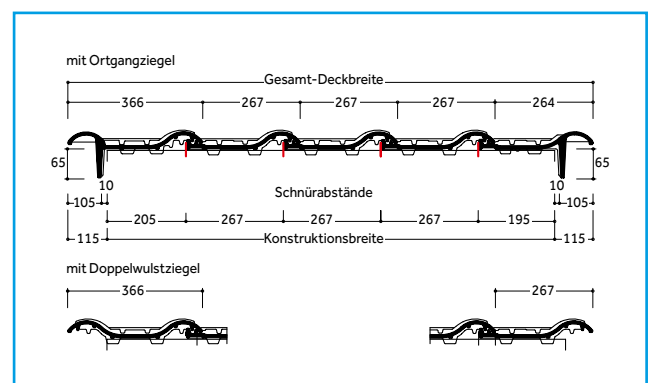 mit Ortgangziegel
Gesamt-Deckbreite
366 267 267 267 264
65 65
10 Schnürabstände 10
105 105
205 267 267 267 195
115 Konstruktionsbreite 115
mit Doppelwulstziegel
366 267